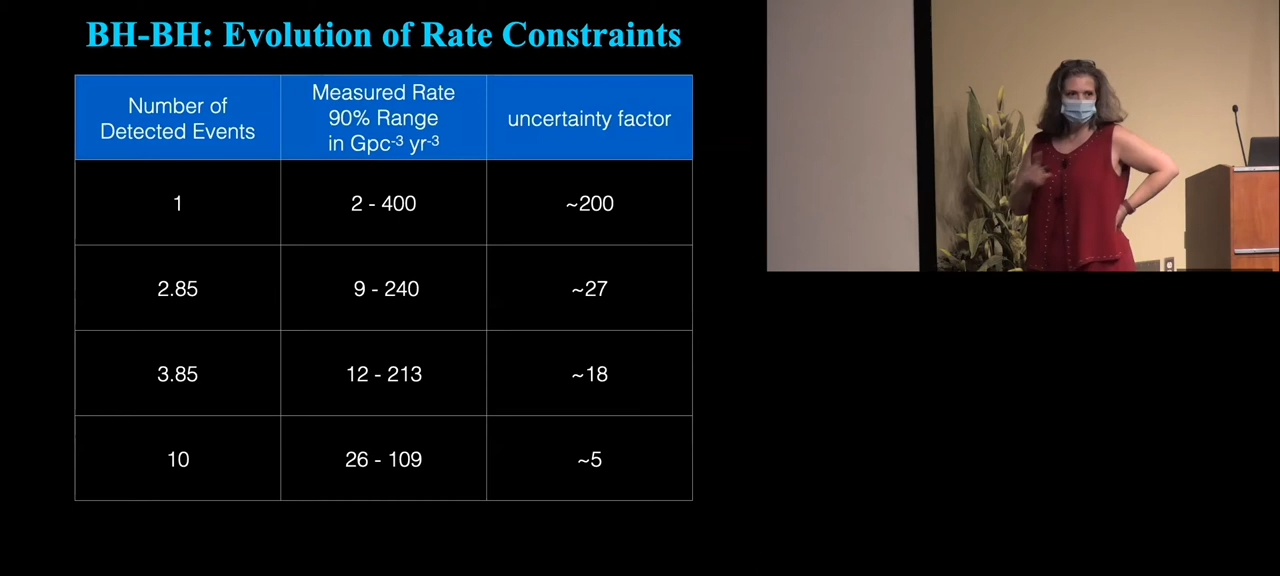 BH-BH: Evolution of Rate Constraints
Number of
Detected Events
Measured Rate
90% Range
in Gpc⁻³ yr⁻³
uncertainty factor
1
2 - 400
~200
2.85
9 - 240
~27
3.85
12 - 213
~18
10
26 - 109
~5